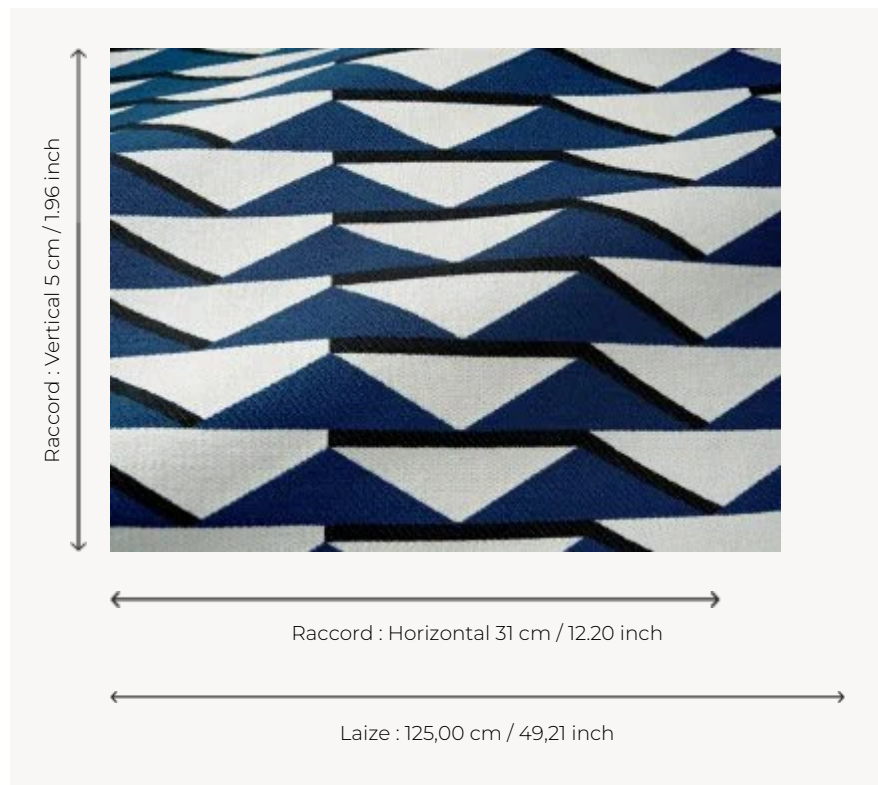 Raccord : Vertical 5 cm / 1.96 inch
Raccord : Horizontal 31 cm / 12.20 inch
Laize : 125,00 cm / 49,21 inch